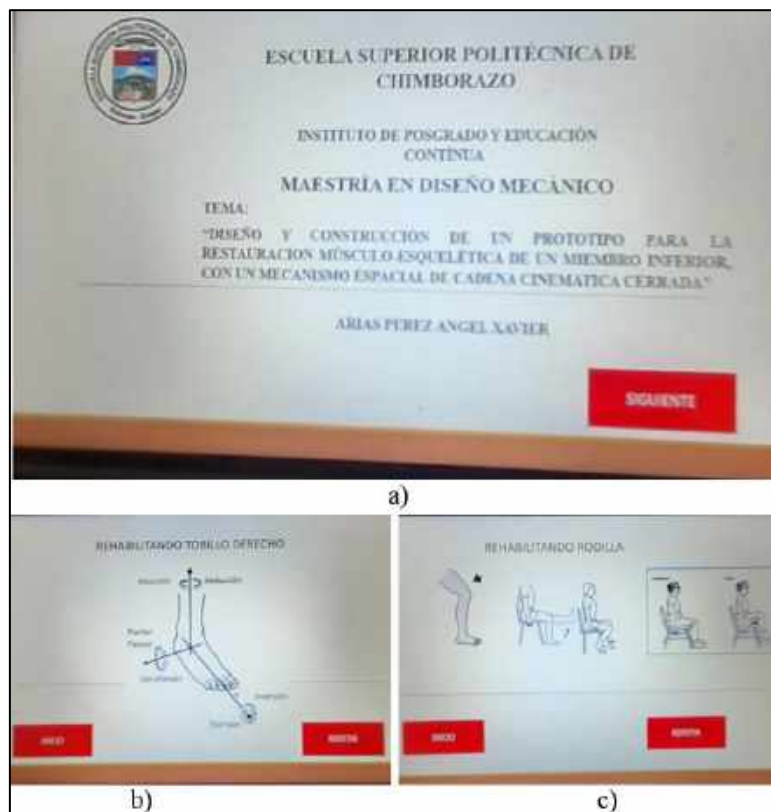 ESCUELA SUPERIOR POLITÉCNICA DE
CHIMBORAZO
INSTITUTO DE POSGRADO Y EDUCACIÓN
CONTÍNUA
MAESTRÍA EN DISEÑO MECÁNICO
TEMA:
"DISEÑO Y CONSTRUCCIÓN DE UN PROTOTIPO PARA LA
RESTAURACION MÚSCULO-ESQUELÉTICA DE UN MIEMBRO INFERIOR,
CON UN MECANISMO ESPACIAL DE CADENA CINEMATICA CERRADA"
ARIAS PEREZ ANGEL XAVIER
SIGUIENTE
a)
REHABILITANDO TOBILLO DERECHO
INICIO
b)
REHABILITANDO RODILLA
INICIO
c)